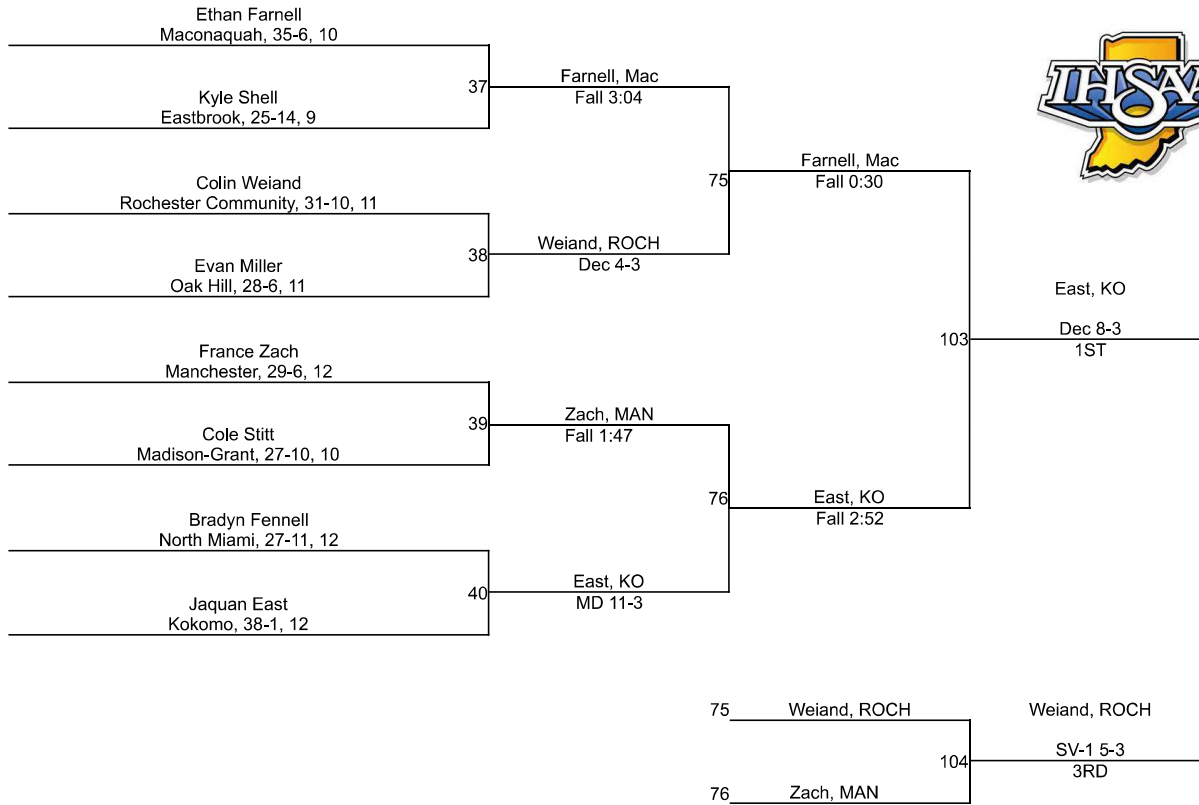 Ethan Farnell
Maconaquah, 35-6, 10
Kyle Shell
Eastbrook, 25-14, 9
37
Farnell, Mac
Fall 3:04
Colin Weiand
Rochester Community, 31-10, 11
Evan Miller
Oak Hill, 28-6, 11
38
Weiand, ROCH
Dec 4-3
75
Farnell, Mac
Fall 0:30
France Zach
Manchester, 29-6, 12
Cole Stitt
Madison-Grant, 27-10, 10
39
Zach, MAN
Fall 1:47
Bradyn Fennell
North Miami, 27-11, 12
Jaquan East
Kokomo, 38-1, 12
40
East, KO
MD 11-3
76
East, KO
Fall 2:52
103
East, KO
Dec 8-3
1ST
IHSAA
75
Weiand, ROCH
76
Zach, MAN
104
Weiand, ROCH
SV-1 5-3
3RD